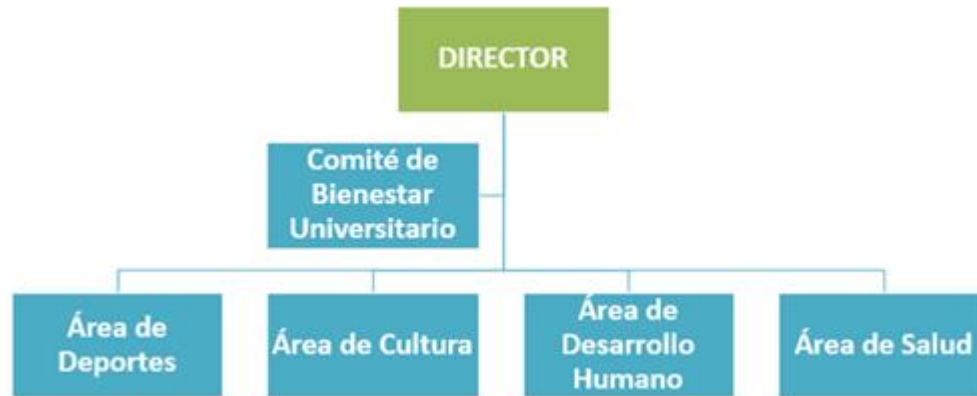 DIRECTOR
Comité de
Bienestar
Universitario
Área de
Deportes
Área de Cultura
Área de
Desarrollo
Humano
Área de Salud